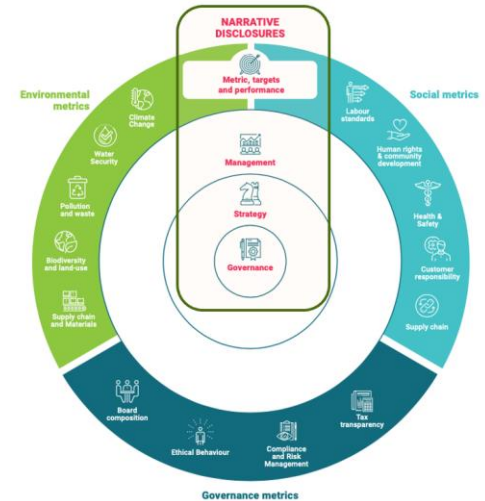 NARRATIVE
DISCLOSURES
Metric, targets
and performance
Management
Strategy
Governance
Environmental
metrics
Climate
Change
Water
Security
Pollution
and waste
Biodiversity
and land-use
Supply chain
and Materials
Social metrics
Labour
standards
Human rights
& community
development
Health &
Safety
Customer
responsibility
Supply chain
Board
composition
Ethical Behaviour
Compliance
and Risk
Management
Tax
transparency
Governance metrics